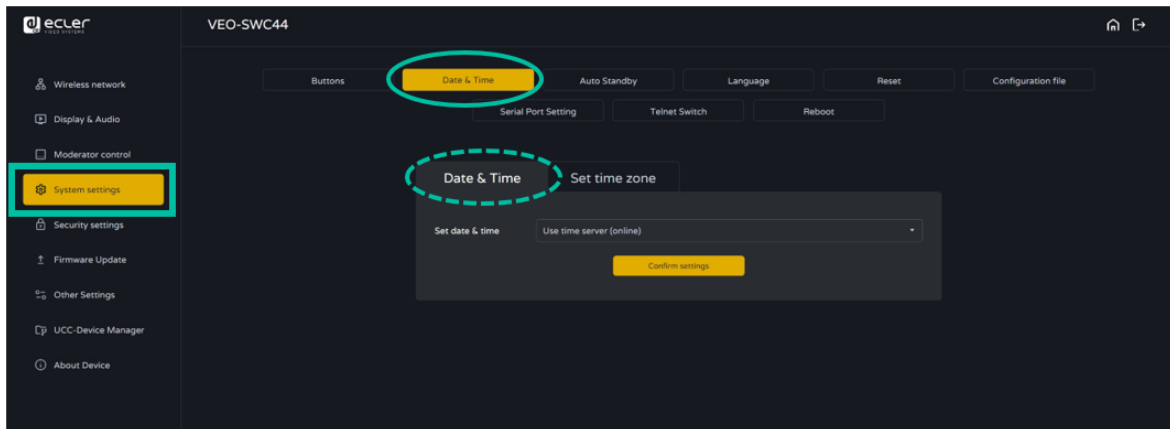 ecler
VIDEO SYSTEMS
VEO-SWC44
Wireless network
Display & Audio
Moderator control
System settings
Security settings
Firmware Update
Other Settings
UCC-Device Manager
About Device
Buttons Date & Time Auto Standby Language Reset Configuration file
Serial Port Setting Telnet Switch Reboot
Date & Time Set time zone
Set date & time Use time server (online)
Confirm settings